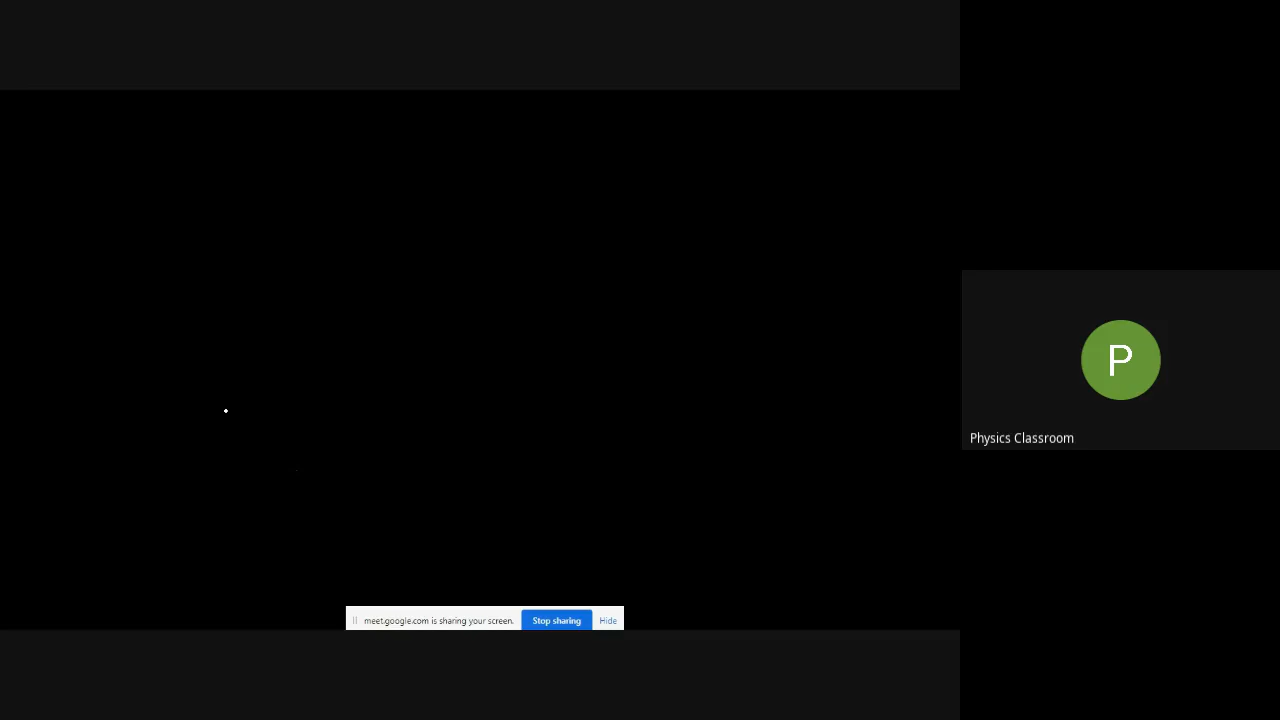 P
Physics Classroom
meet.google.com is sharing your screen.
Stop sharing
Hide